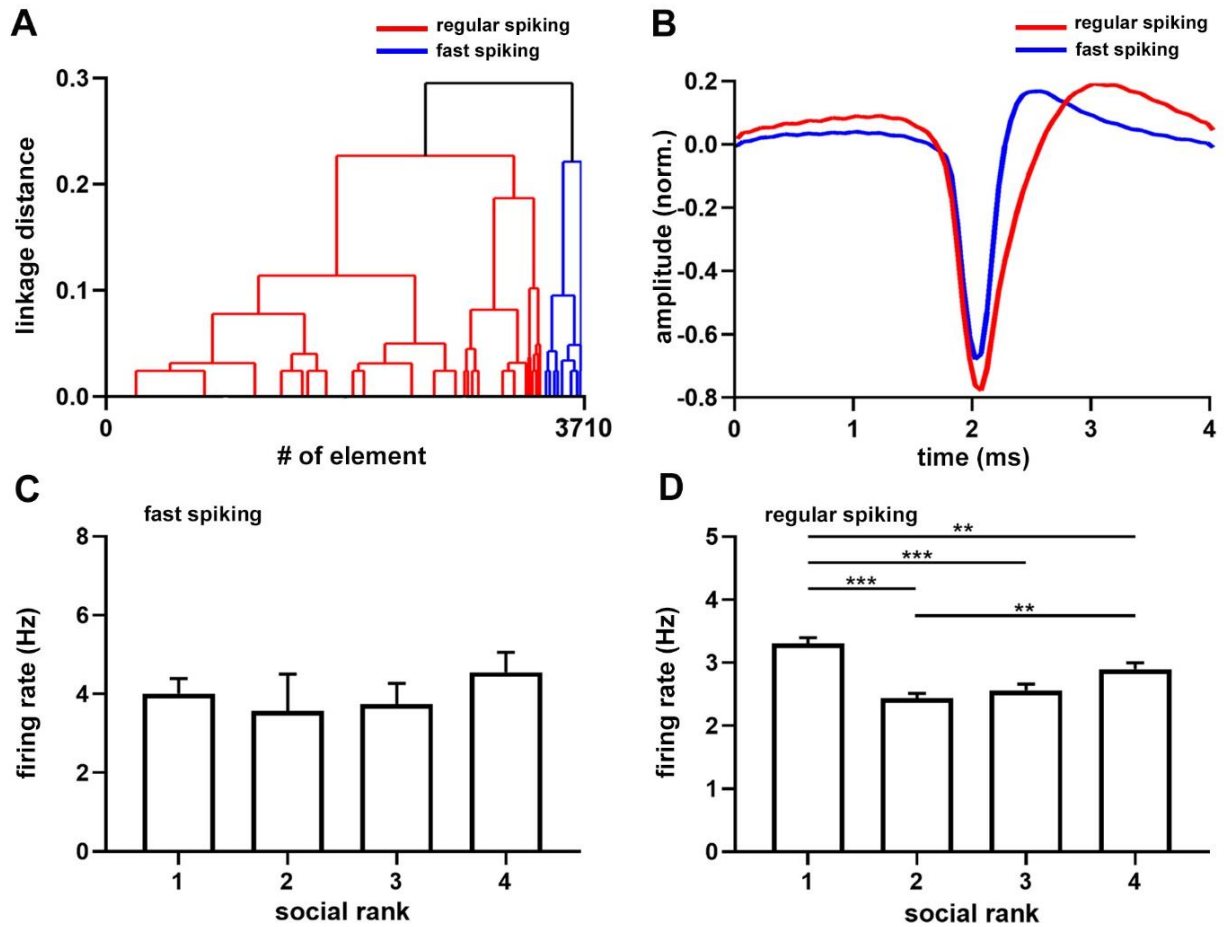 A
regular spiking
fast spiking
0.3
0.2
0.1
0.0
linkage distance
0
3710
# of element
B
regular spiking
fast spiking
0.2
0.0
-0.2
-0.4
-0.6
-0.8
amplitude (norm.)
0 1 2 3 4
time (ms)
C
fast spiking
8
6
4
2
0
firing rate (Hz)
1 2 3 4
social rank
D
regular spiking
**
***
***
**
5
4
3
2
1
0
firing rate (Hz)
1 2 3 4
social rank